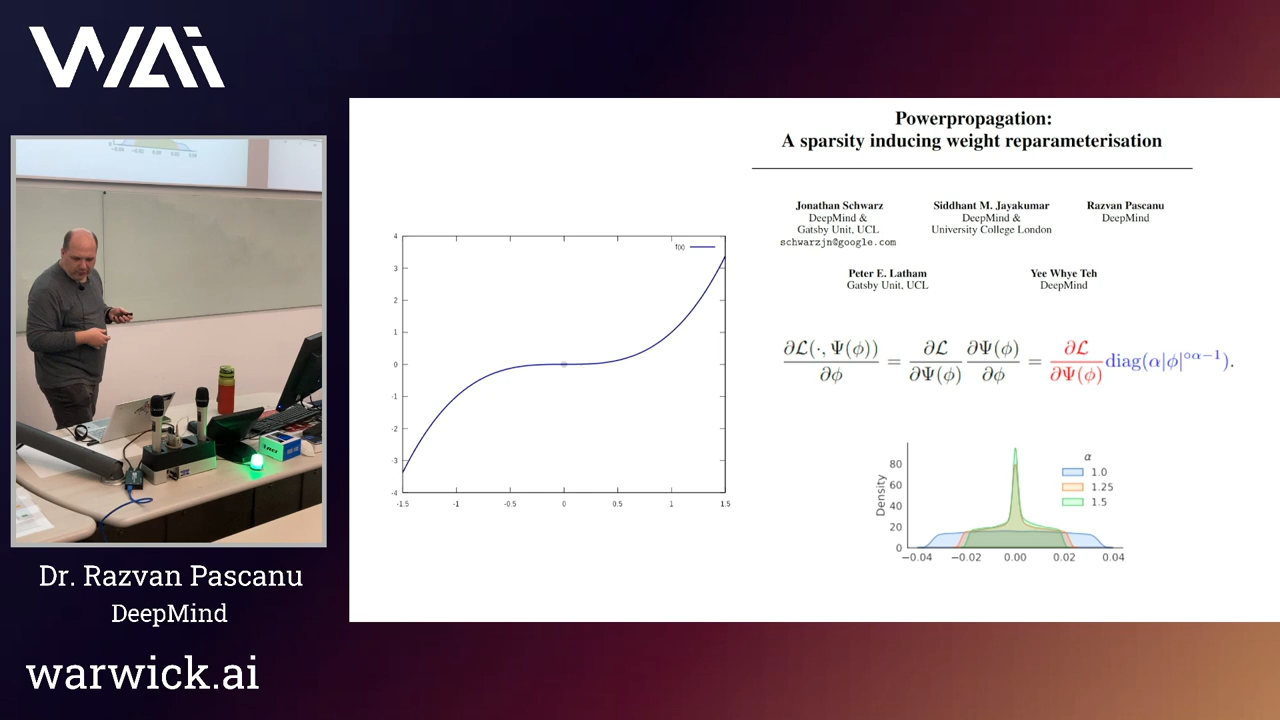 WAi
Powerpropagation:
A sparsity inducing weight reparameterisation
Jonathan Schwarz
DeepMind &
Gatsby Unit, UCL
schwarzjn@google.com
Siddhant M. Jayakumar
DeepMind &
University College London
Razvan Pascanu
DeepMind
Peter E. Latham
Gatsby Unit, UCL
Yee Whye Teh
DeepMind
∂L(·, Ψ(ϕ)) / ∂ϕ = ∂L / ∂Ψ(ϕ) ∂Ψ(ϕ) / ∂ϕ = ∂L / ∂Ψ(ϕ) diag(α|ϕ|^{∘α−1}).
f(x)
4
3
2
1
0
-1
-2
-3
-4
-1.5 -1 -0.5 0 0.5 1 1.5
α
1.0
1.25
1.5
Density
80
60
40
20
0
−0.04 −0.02 0.00 0.02 0.04
Dr. Razvan Pascanu
DeepMind
warwick.ai